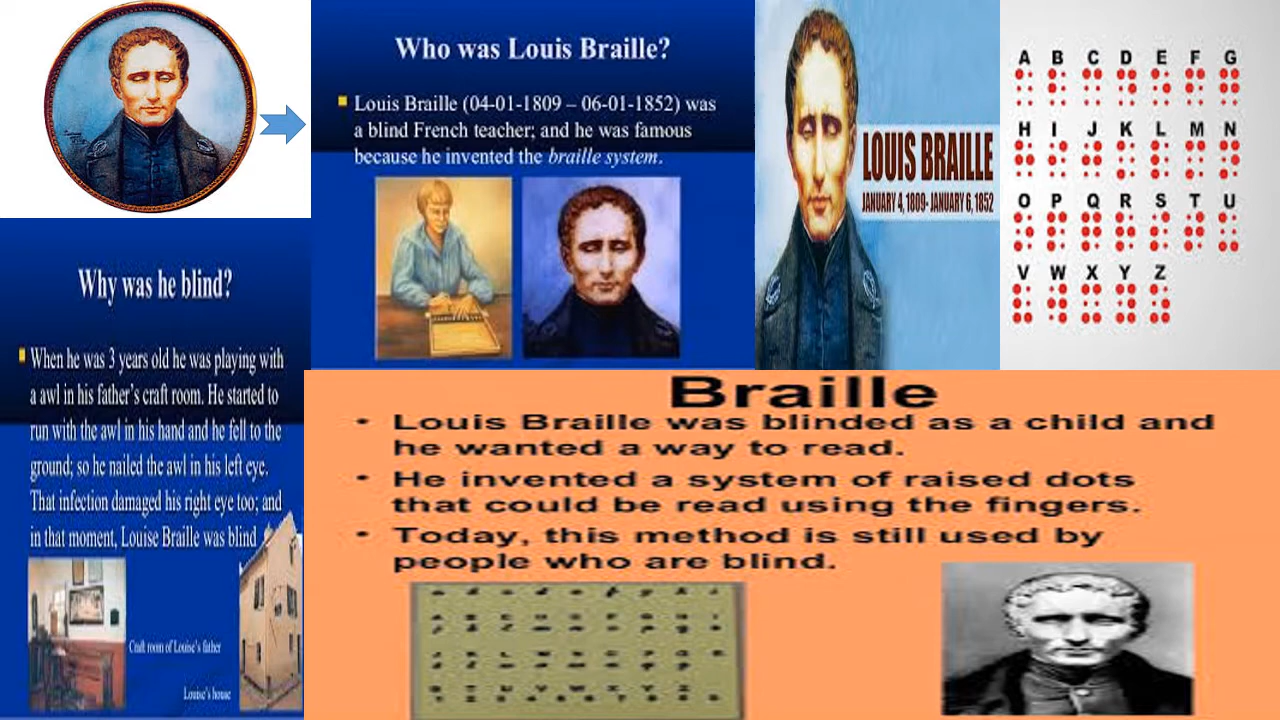 Who was Louis Braille?
Louis Braille (04-01-1809 – 06-01-1852) was
a blind French teacher; and he was famous
because he invented the braille system.
LOUIS BRAILLE
JANUARY 4, 1809- JANUARY 6, 1852
A B C D E F G
H I J K L M N
O P Q R S T U
V W X Y Z
Why was he blind?
When he was 3 years old he was playing with
a awl in his father's craft room. He started to
run with the awl in his hand and he fell to the
ground; so he nailed the awl in his left eye.
That infection damaged his right eye too; and
in that moment, Louise Braille was blind
Craft room of Louise's father
Louise's house
Braille
• Louis Braille was blinded as a child and
he wanted a way to read.
• He invented a system of raised dots
that could be read using the fingers.
• Today, this method is still used by
people who are blind.